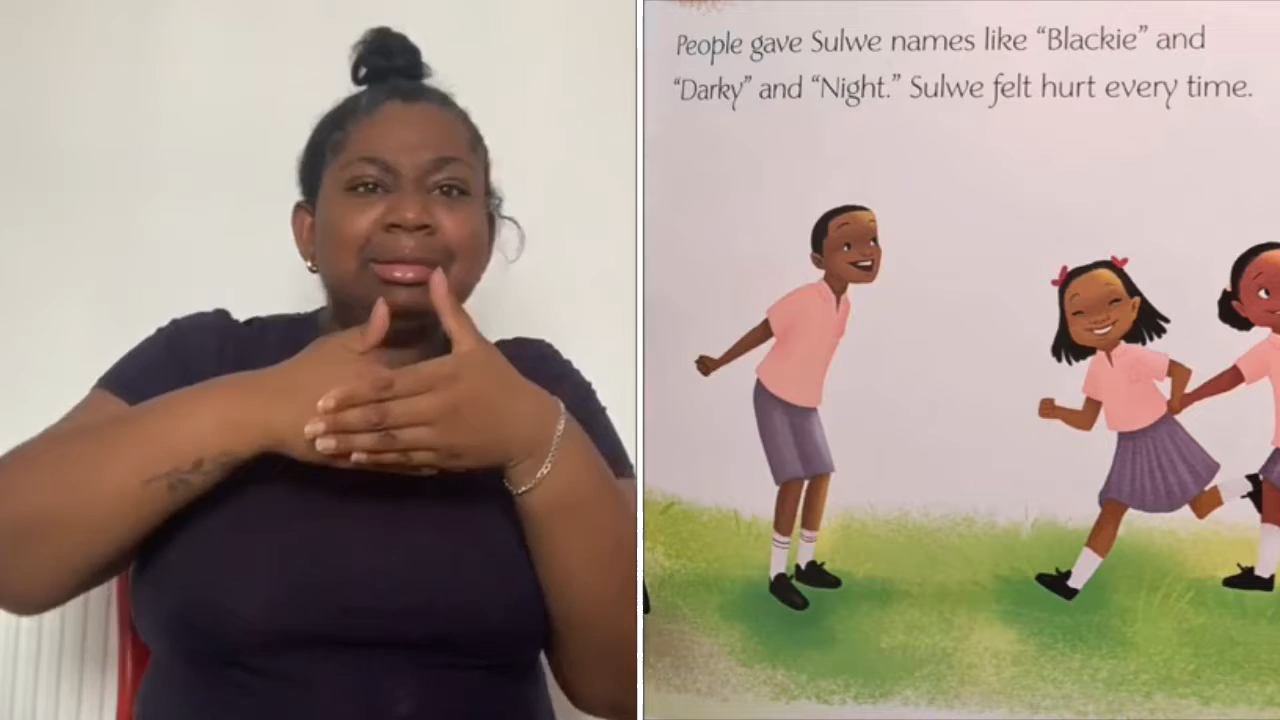 People gave Sulwe names like “Blackie” and
“Darky” and “Night.” Sulwe felt hurt every time.